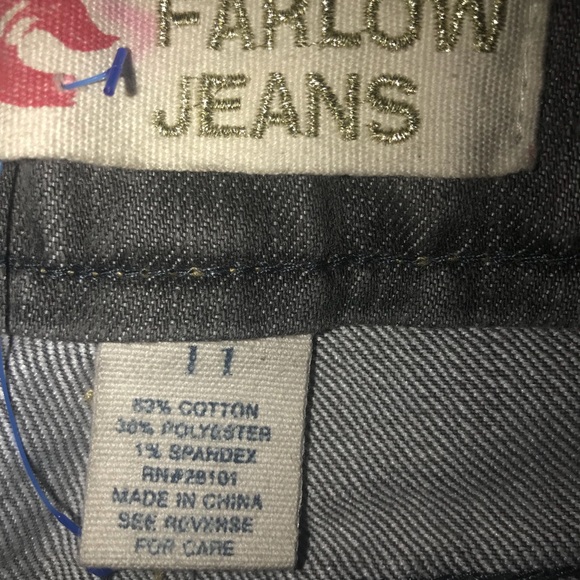 FARLOW
JEANS
11
63% COTTON
36% POLYESTER
1% SPANDEX
RN#28101
MADE IN CHINA
SEE REVERSE
FOR CARE